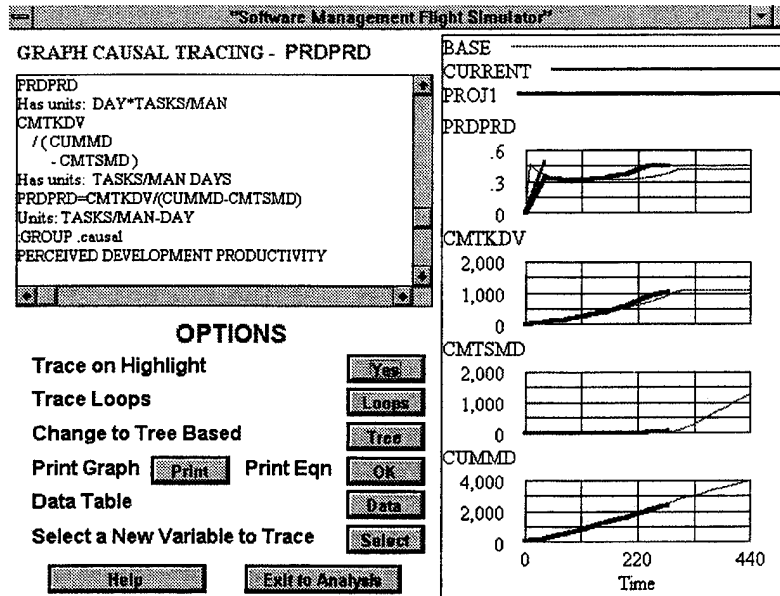 "Software Management Flight Simulator"
GRAPH CAUSAL TRACING - PRDPRD
PRDPRD
Has units: DAY*TASKS/MAN
CMTKDV
/ ( CUMMD
- CMTSMD )
Has units: TASKS/MAN DAYS
PRDPRD=CMTKDV/(CUMMD-CMTSMD)
Units: TASKS/MAN-DAY
:GROUP .causal
PERCEIVED DEVELOPMENT PRODUCTIVITY
OPTIONS
Trace on Highlight Yes
Trace Loops Loops
Change to Tree Based Tree
Print Graph Print Print Eqn OK
Data Table Data
Select a New Variable to Trace Select
Help Exit to Analysis
BASE
CURRENT
PROJ1
PRDPRD
.6
.3
0
CMTKDV
2,000
1,000
0
CMTSMD
2,000
1,000
0
CUMMD
4,000
2,000
0
0 220 440
Time